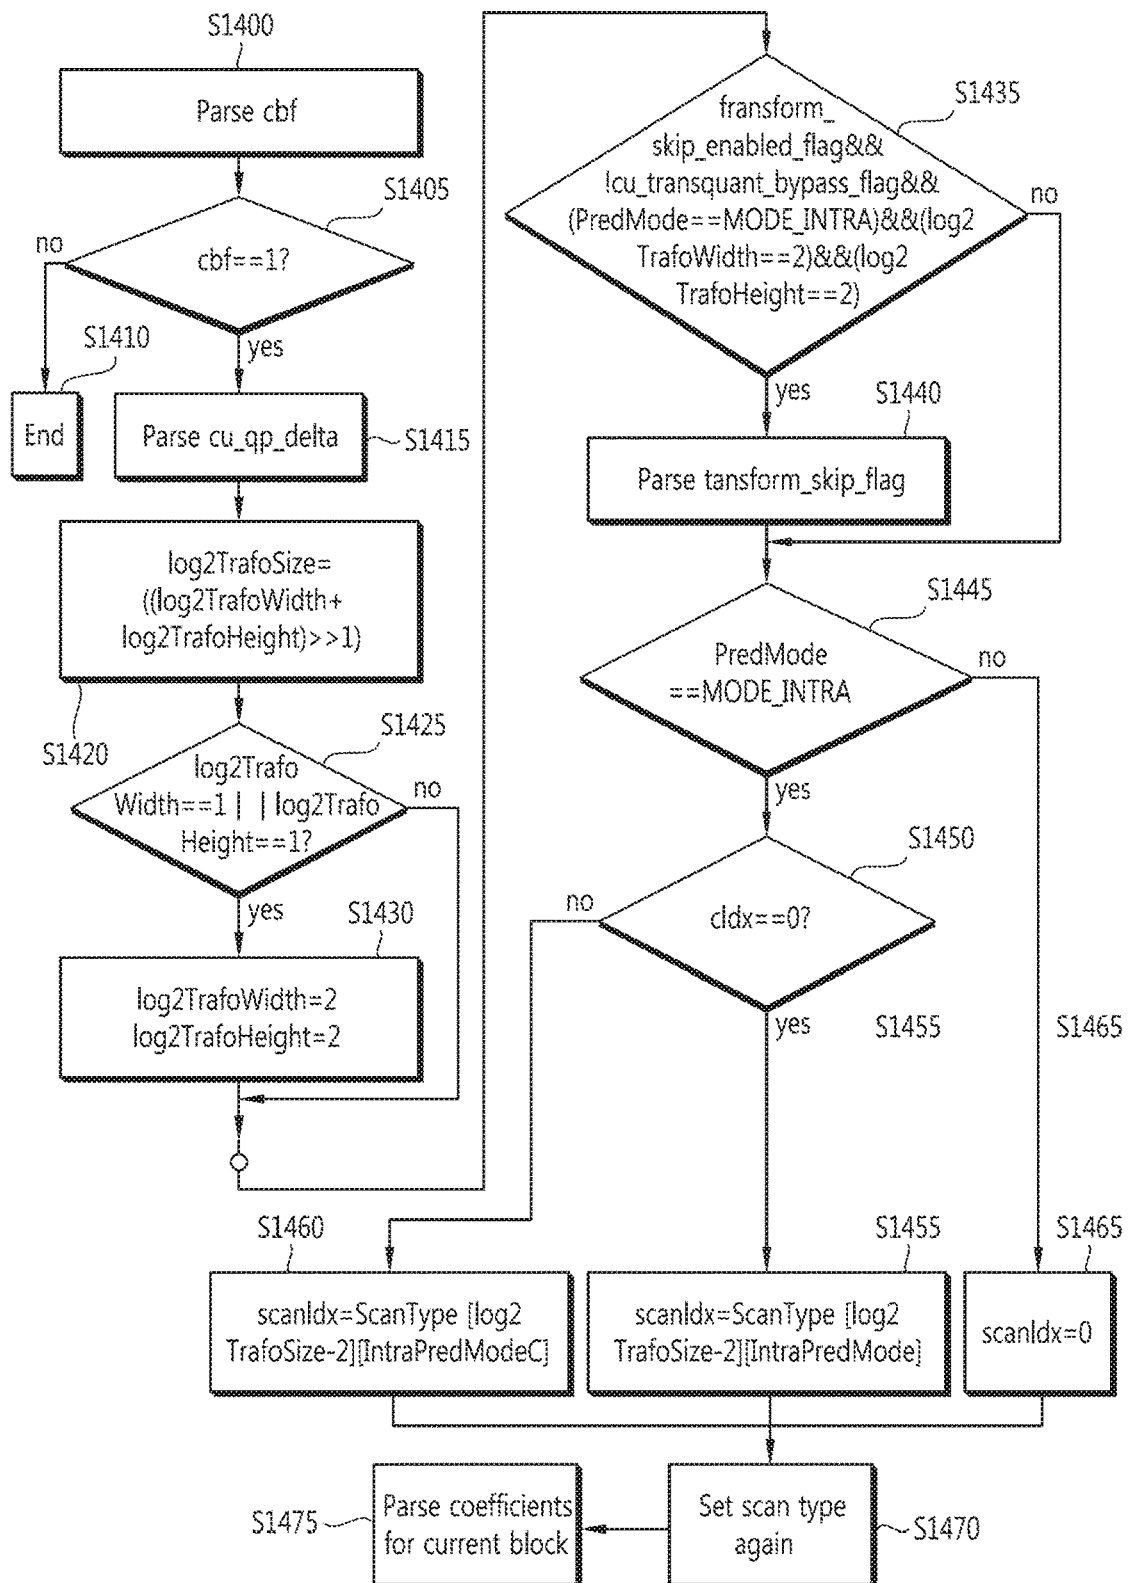 S1400
Parse cbf
S1405
no
cbf==1?
S1410
yes
End
Parse cu_qp_delta
S1415
log2TrafoSize=
((log2TrafoWidth+
log2TrafoHeight)>>1)
S1420
S1425
log2Trafo
Width==1 | | log2Trafo
Height==1?
no
yes
S1430
log2TrafoWidth=2
log2TrafoHeight=2
S1435
fransform_
skip_enabled_flag&&
!cu_transquant_bypass_flag&&
(PredMode==MODE_INTRA)&&(log2
TrafoWidth==2)&&(log2
TrafoHeight==2)
no
yes
S1440
Parse tansform_skip_flag
S1445
PredMode
==MODE_INTRA
no
yes
S1450
no
cIdx==0?
yes
S1455
S1465
S1460
scanIdx=ScanType [log2
TrafoSize-2][IntraPredModeC]
S1455
scanIdx=ScanType [log2
TrafoSize-2][IntraPredMode]
S1465
scanIdx=0
S1475
Parse coefficients
for current block
Set scan type
again
S1470